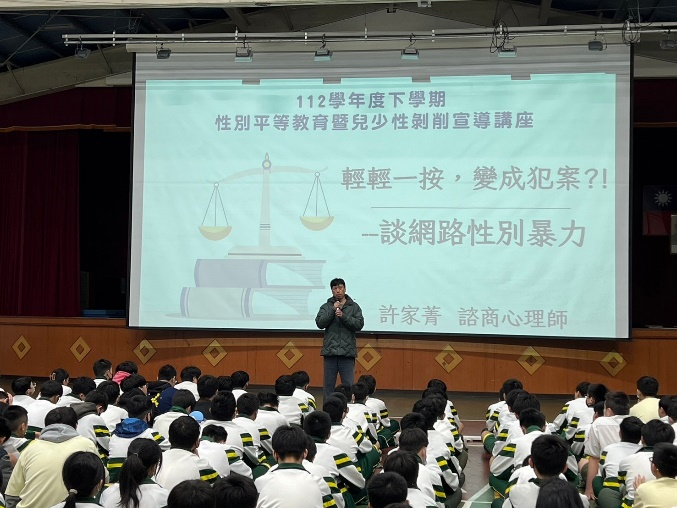 112學年度下學期
性別平等教育暨兒少性剝削宣導講座
輕輕一按，變成犯案?!
--談網路性別暴力
許家菁 諮商心理師